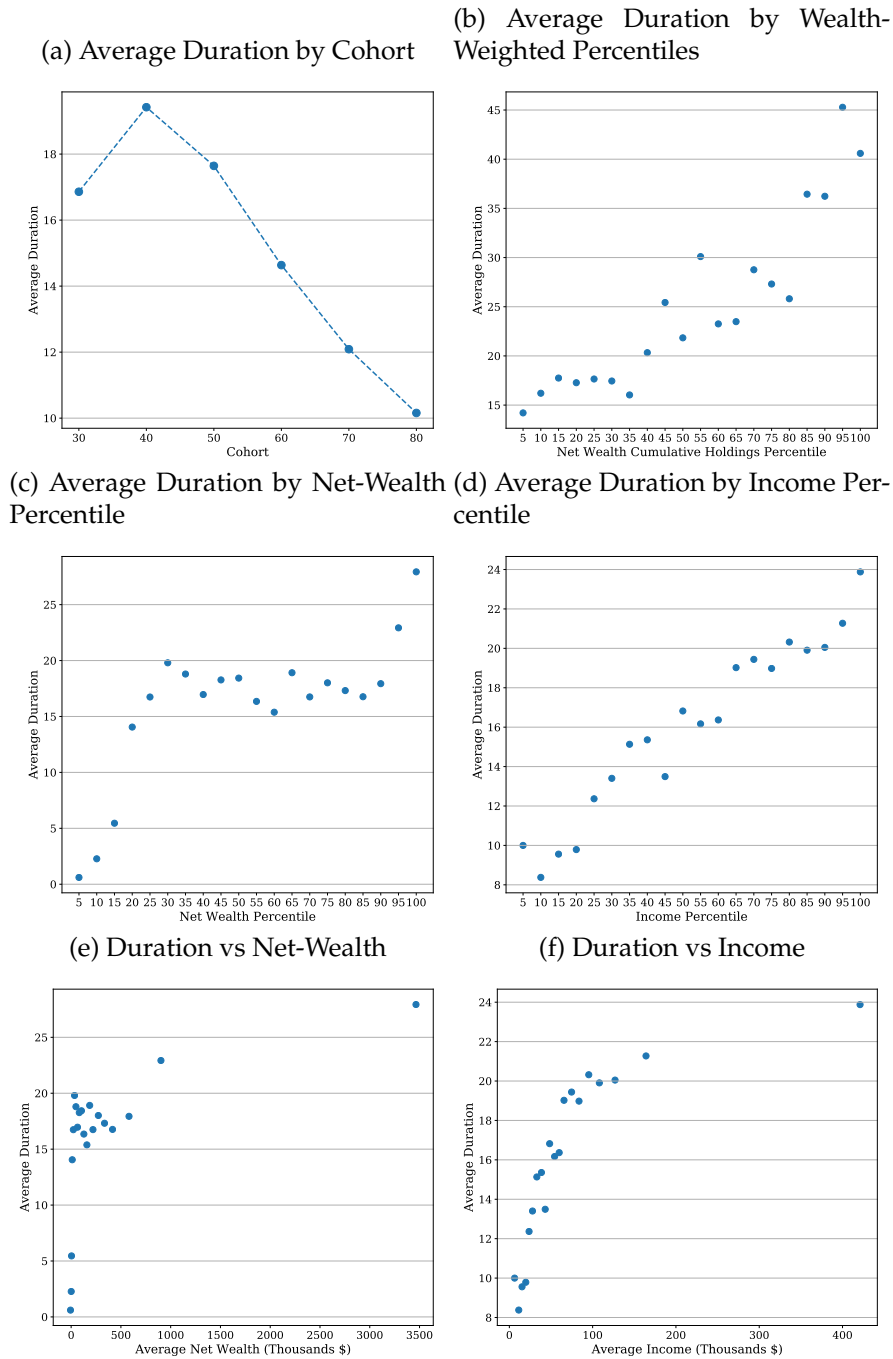 (a) Average Duration by Cohort
(b) Average Duration by Wealth-
Weighted Percentiles
18
16
14
12
10
Average Duration
30 40 50 60 70 80
Cohort
45
40
35
30
25
20
15
Average Duration
5 10 15 20 25 30 35 40 45 50 55 60 65 70 75 80 85 90 95 100
Net Wealth Cumulative Holdings Percentile
(c) Average Duration by Net-Wealth
Percentile
(d) Average Duration by Income Per-
centile
25
20
15
10
5
0
Average Duration
5 10 15 20 25 30 35 40 45 50 55 60 65 70 75 80 85 90 95 100
Net Wealth Percentile
24
22
20
18
16
14
12
10
8
Average Duration
5 10 15 20 25 30 35 40 45 50 55 60 65 70 75 80 85 90 95 100
Income Percentile
(e) Duration vs Net-Wealth
(f) Duration vs Income
25
20
15
10
5
0
Average Duration
0 500 1000 1500 2000 2500 3000 3500
Average Net Wealth (Thousands $)
24
22
20
18
16
14
12
10
8
Average Duration
0 100 200 300 400
Average Income (Thousands $)